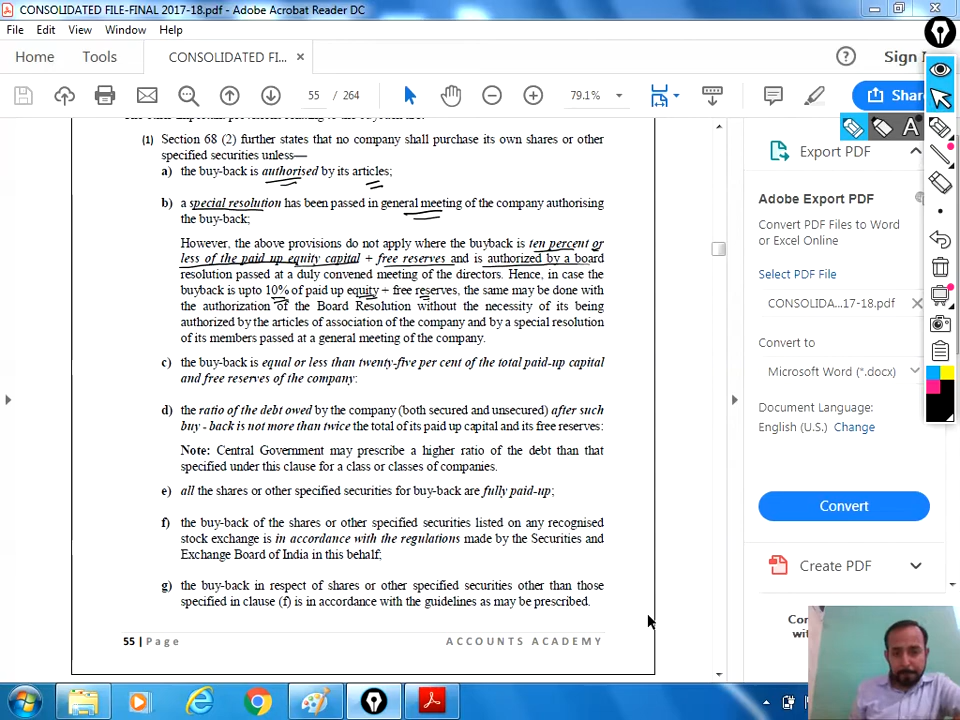 CONSOLIDATED FILE-FINAL 2017-18.pdf - Adobe Acrobat Reader DC
File Edit View Window Help
Home Tools CONSOLIDATED FI... × Sign
55 / 264 79.1% Shar
(1) Section 68 (2) further states that no company shall purchase its own shares or other
specified securities unless—
a) the buy-back is authorised by its articles;
b) a special resolution has been passed in general meeting of the company authorising
the buy-back;
However, the above provisions do not apply where the buyback is ten percent or
less of the paid up equity capital + free reserves and is authorized by a board
resolution passed at a duly convened meeting of the directors. Hence, in case the
buyback is upto 10% of paid up equity + free reserves, the same may be done with
the authorization of the Board Resolution without the necessity of its being
authorized by the articles of association of the company and by a special resolution
of its members passed at a general meeting of the company.
c) the buy-back is equal or less than twenty-five per cent of the total paid-up capital
and free reserves of the company:
d) the ratio of the debt owed by the company (both secured and unsecured) after such
buy - back is not more than twice the total of its paid up capital and its free reserves:
Note: Central Government may prescribe a higher ratio of the debt than that
specified under this clause for a class or classes of companies.
e) all the shares or other specified securities for buy-back are fully paid-up;
f) the buy-back of the shares or other specified securities listed on any recognised
stock exchange is in accordance with the regulations made by the Securities and
Exchange Board of India in this behalf;
g) the buy-back in respect of shares or other specified securities other than those
specified in clause (f) is in accordance with the guidelines as may be prescribed.
55 | Page ACCOUNTS ACADEMY
A
Export PDF
Adobe Export PDF
Convert PDF Files to Word
or Excel Online
Select PDF File
CONSOLIDA...17-18.pdf ×
Convert to
Microsoft Word (*.docx)
Document Language:
English (U.S.) Change
Convert
Create PDF